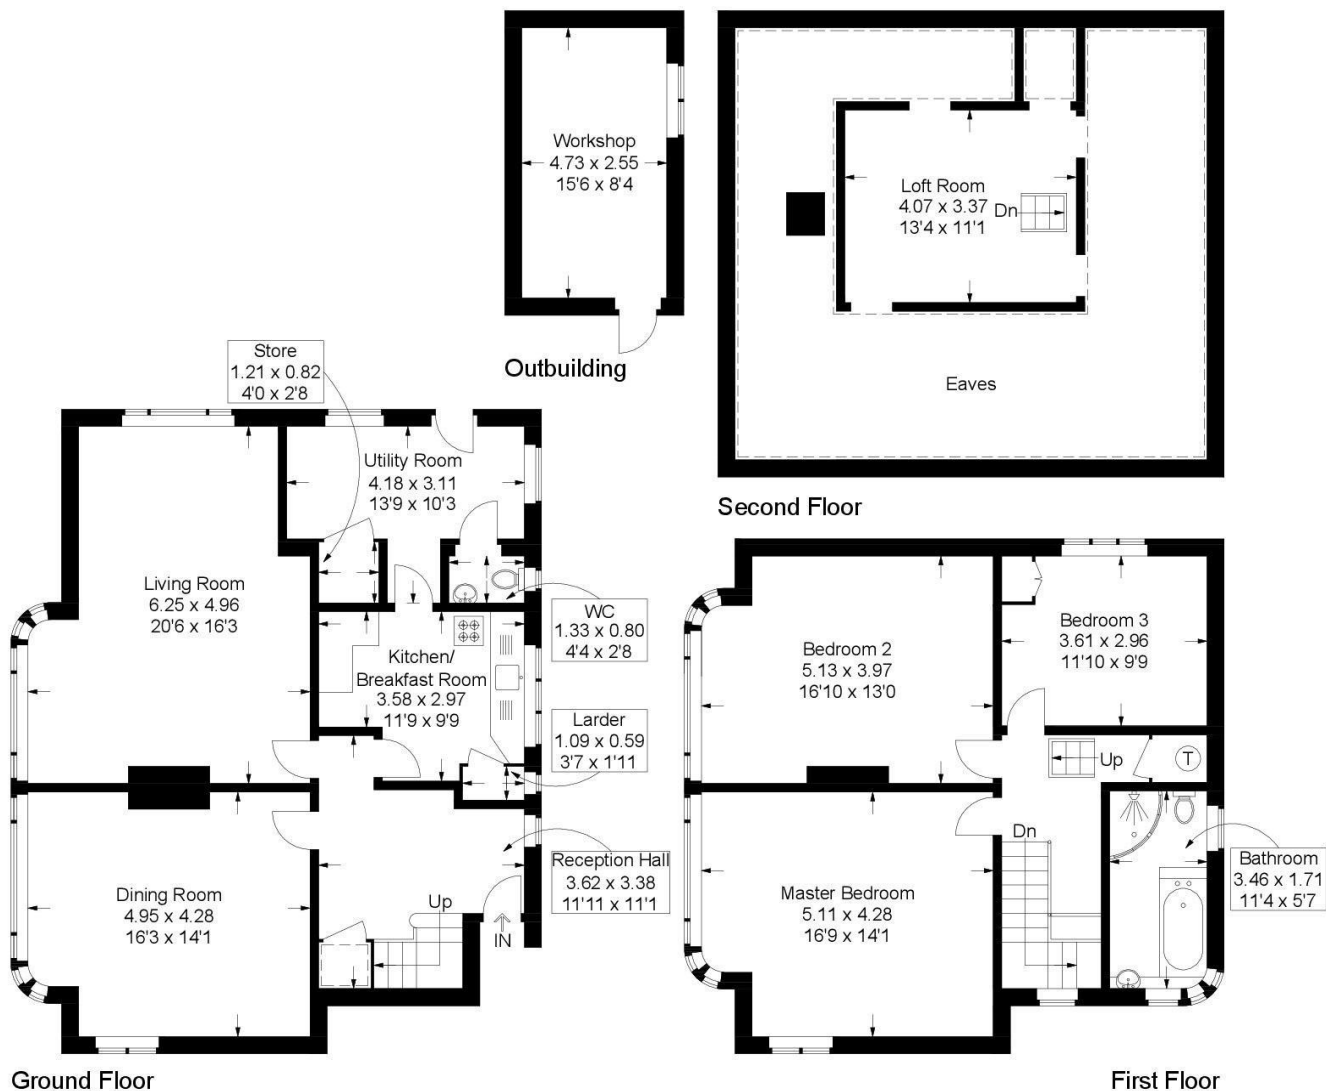 Workshop
4.73 x 2.55
15'6 x 8'4
Outbuilding
Loft Room
4.07 x 3.37
13'4 x 11'1
Dn
Eaves
Second Floor
Store
1.21 x 0.82
4'0 x 2'8
Utility Room
4.18 x 3.11
13'9 x 10'3
Living Room
6.25 x 4.96
20'6 x 16'3
WC
1.33 x 0.80
4'4 x 2'8
Kitchen/
Breakfast Room
3.58 x 2.97
11'9 x 9'9
Larder
1.09 x 0.59
3'7 x 1'11
Reception Hall
3.62 x 3.38
11'11 x 11'1
Dining Room
4.95 x 4.28
16'3 x 14'1
Up
IN
Ground Floor
Bedroom 2
5.13 x 3.97
16'10 x 13'0
Bedroom 3
3.61 x 2.96
11'10 x 9'9
Up
T
Dn
Master Bedroom
5.11 x 4.28
16'9 x 14'1
Bathroom
3.46 x 1.71
11'4 x 5'7
First Floor